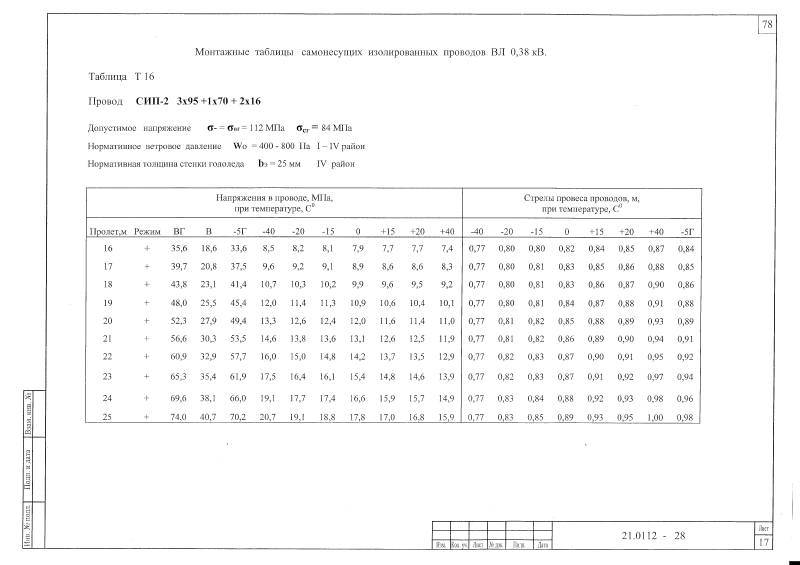 78
Монтажные таблицы самонесущих изолированных проводов ВЛ 0,38 кВ.
Таблица Т 16
Провод СИП-2 3х95 +1х70 + 2х16
Допустимое напряжение σ- = σнг = 112 МПа σсг = 84 МПа
Нормативное ветровое давление Wo = 400 - 800 Па I – IV район
Нормативная толщина стенки гололеда bэ = 25 мм IV район
Напряжения в проводе, МПа, Стрелы провеса проводов, м,
при температуре, С⁰ при температуре, С⁰
Пролет,м Режим ВГ В -5Г -40 -20 -15 0 +15 +20 +40 -40 -20 -15 0 +15 +20 +40 -5Г
16 + 35,6 18,6 33,6 8,5 8,2 8,1 7,9 7,7 7,7 7,4 0,77 0,80 0,80 0,82 0,84 0,85 0,87 0,84
17 + 39,7 20,8 37,5 9,6 9,2 9,1 8,9 8,6 8,6 8,3 0,77 0,80 0,81 0,83 0,85 0,86 0,88 0,85
18 + 43,8 23,1 41,4 10,7 10,3 10,2 9,9 9,6 9,5 9,2 0,77 0,80 0,81 0,83 0,86 0,87 0,90 0,86
19 + 48,0 25,5 45,4 12,0 11,4 11,3 10,9 10,6 10,4 10,1 0,77 0,80 0,81 0,84 0,87 0,88 0,91 0,88
20 + 52,3 27,9 49,4 13,3 12,6 12,4 12,0 11,6 11,4 11,0 0,77 0,81 0,82 0,85 0,88 0,89 0,93 0,89
21 + 56,6 30,3 53,5 14,6 13,8 13,6 13,1 12,6 12,5 11,9 0,77 0,81 0,82 0,86 0,89 0,90 0,94 0,91
22 + 60,9 32,9 57,7 16,0 15,0 14,8 14,2 13,7 13,5 12,9 0,77 0,82 0,83 0,87 0,90 0,91 0,95 0,92
23 + 65,3 35,4 61,9 17,5 16,4 16,1 15,4 14,8 14,6 13,9 0,77 0,82 0,83 0,87 0,91 0,92 0,97 0,94
24 + 69,6 38,1 66,0 19,1 17,7 17,4 16,6 15,9 15,7 14,9 0,77 0,83 0,84 0,88 0,92 0,93 0,98 0,96
25 + 74,0 40,7 70,2 20,7 19,1 18,8 17,8 17,0 16,8 15,9 0,77 0,83 0,85 0,89 0,93 0,95 1,00 0,98
Взам. инв. №
Подп. и дата
Инв. № подл.
Изм. Кол. уч Лист № док Подп. Дата
21.0112 - 28
Лист
17